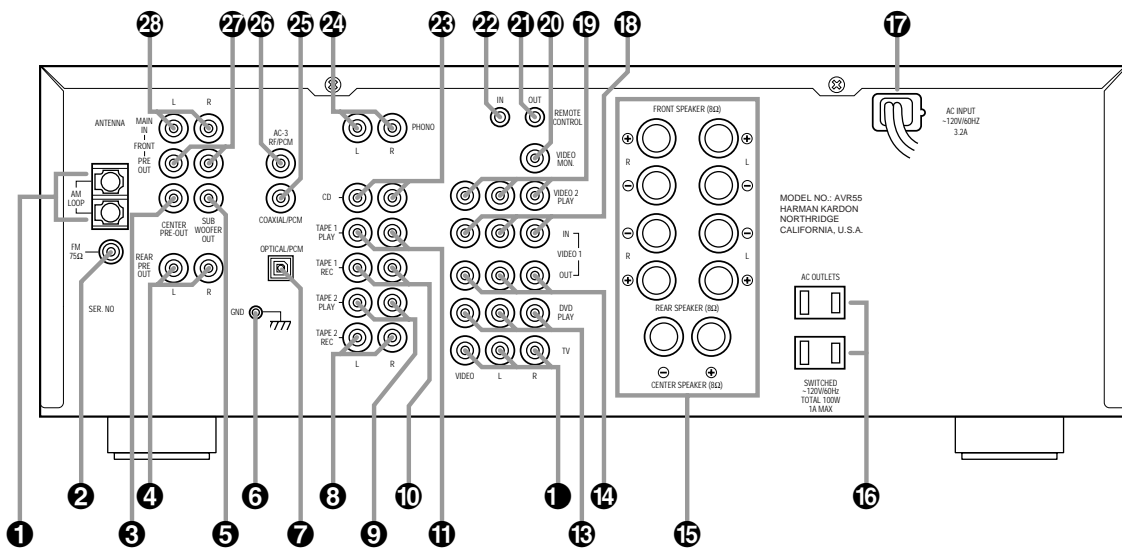 28 27 26 25 24 23 22 21 20 19 18 17
L R
ANTENNA
MAIN
IN
FRONT
PRE
OUT
AM
LOOP
CENTER
PRE-OUT
SUB
WOOFER
OUT
FM
75Ω
REAR
PRE
OUT
L R
SER. NO
AC-3
RF/PCM
COAXIAL/PCM
OPTICAL/PCM
GND
L R
PHONO
CD
TAPE 1
PLAY
TAPE 1
REC
TAPE 2
PLAY
TAPE 2
REC
L R
IN OUT
REMOTE
CONTROL
VIDEO
MON.
VIDEO 2
PLAY
IN
VIDEO 1
OUT
DVD
PLAY
TV
VIDEO L R
FRONT SPEAKER (8Ω)
+ +
R L
− −
− −
R L
+ +
REAR SPEAKER (8Ω)
− +
CENTER SPEAKER (8Ω)
AC INPUT
~120V/60HZ
3.2A
MODEL NO.: AVR55
HARMAN KARDON
NORTHRIDGE
CALIFORNIA, U.S.A.
AC OUTLETS
SWITCHED
~120V/60Hz
TOTAL 100W
1A MAX
1 2 3 4 5 6 7 8 9 10 11 1 13 14 15 16